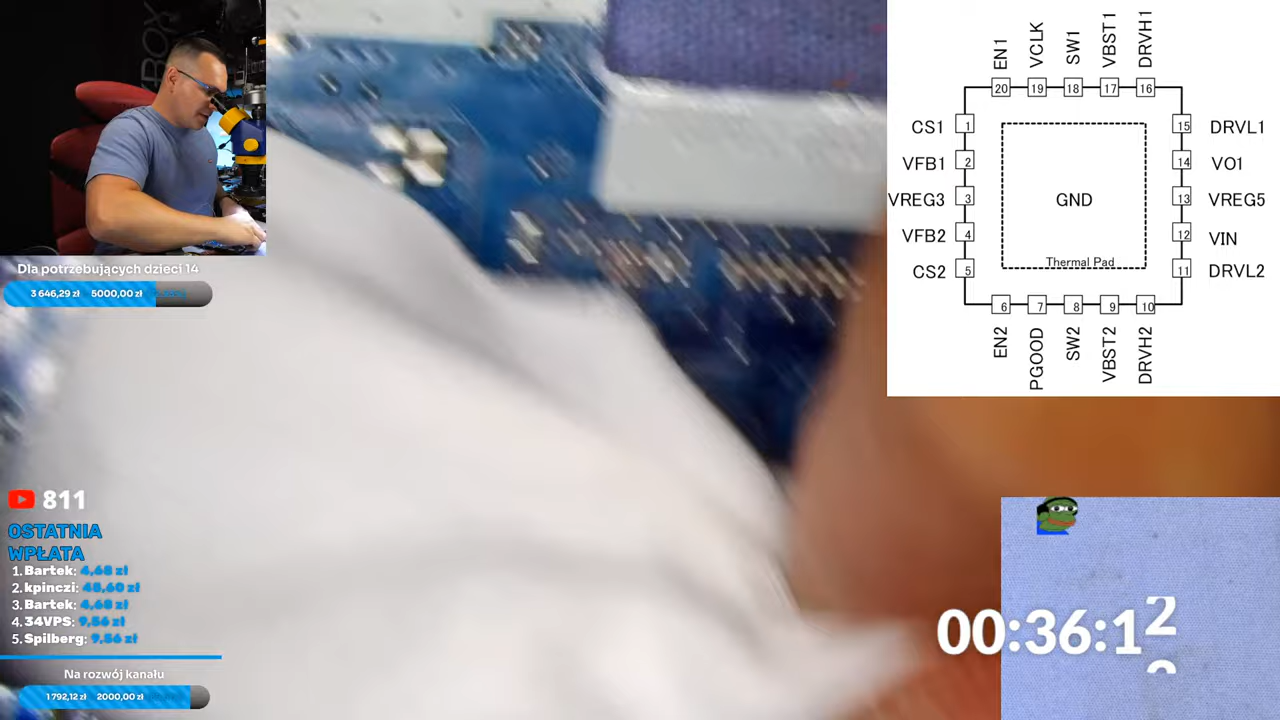 BOX
Dla potrzebujących dzieci 14
3 646,29 zł 5000,00 zł
811
OSTATNIA
WPŁATA
1. Bartek: 4,68 zł
2. kpinczi: 48,60 zł
3. Bartek: 4,68 zł
4. 34VPS: 9,56 zł
5. Spilberg: 9,56 zł
Na rozwój kanału
1 792,12 zł 2000,00 zł
EN1 VCLK SW1 VBST1 DRVH1
20 19 18 17 16
CS1 1 15 DRVL1
VFB1 2 14 VO1
VREG3 3 GND 13 VREG5
VFB2 4 12 VIN
Thermal Pad
CS2 5 11 DRVL2
6 7 8 9 10
EN2 PGOOD SW2 VBST2 DRVH2
00:36:12